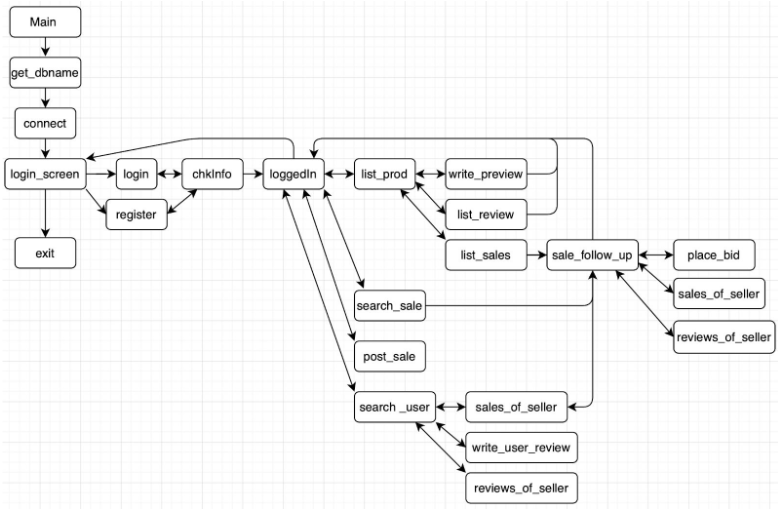 Main
get_dbname
connect
login_screen
login
chkInfo
loggedIn
list_prod
write_preview
register
list_review
exit
list_sales
sale_follow_up
place_bid
search_sale
sales_of_seller
reviews_of_seller
post_sale
search _user
sales_of_seller
write_user_review
reviews_of_seller